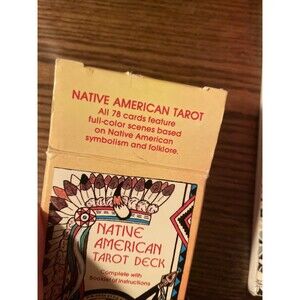 NATIVE AMERICAN TAROT
All 78 cards feature
full-color scenes based
on Native American
symbolism and folklore.
NATIVE
AMERICAN
TAROT DECK
Complete with
Booklet of Instructions